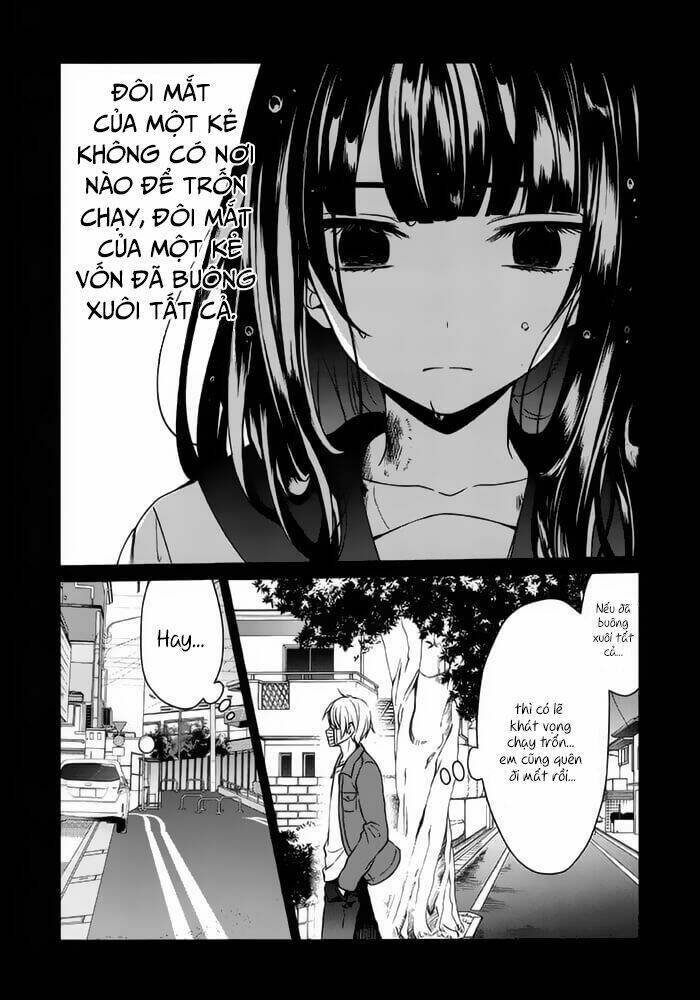 ĐÔI MẮT
CỦA MỘT KẺ
KHÔNG CÓ NƠI
NÀO ĐỂ TRỐN
CHẠY, ĐÔI MẮT
CỦA MỘT KẺ
VỐN ĐÃ BUÔNG
XUÔI TẤT CẢ.
Nếu đã
buông
xuôi tất
cả...
thì có lẽ
khát vọng
chạy trốn...
em cũng quên
đi mất rồi...
Hay...